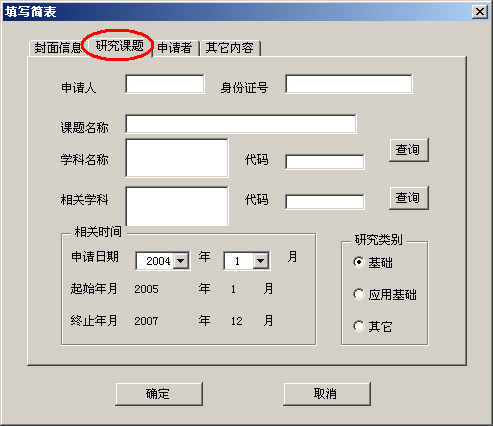 填写简表
封面信息 研究课题 申请者 其它内容
申请人 身份证号
课题名称
学科名称 代码 查询
相关学科 代码 查询
相关时间
申请日期 2004 年 1 月
起始年月 2005 年 1 月
终止年月 2007 年 12 月
研究类别
基础
应用基础
其它
确定 取消